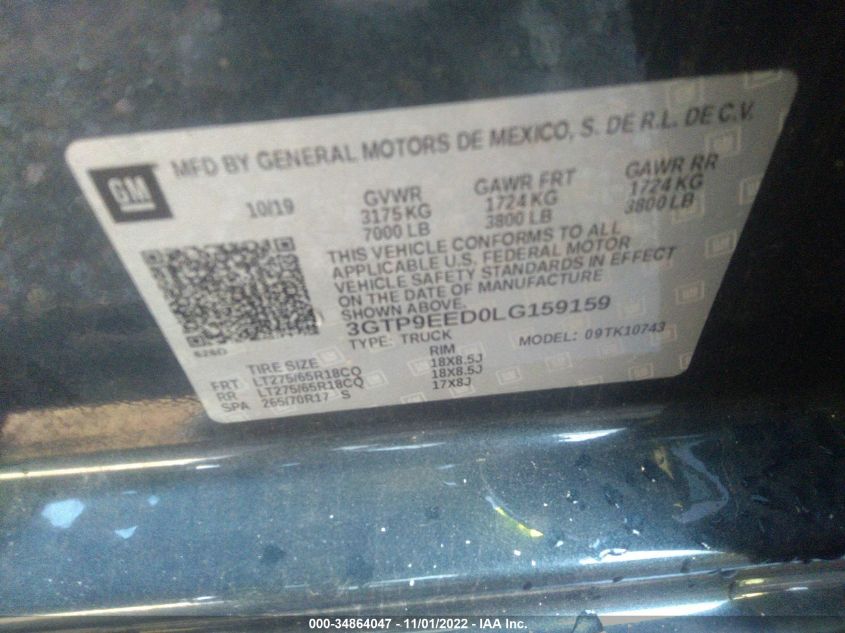 MFD BY GENERAL MOTORS DE MEXICO, S. DE R.L. DE C.V.
GM
10/19
GVWR
3175 KG
7000 LB
GAWR FRT
1724 KG
3800 LB
GAWR RR
1724 KG
3800 LB
THIS VEHICLE CONFORMS TO ALL
APPLICABLE U.S. FEDERAL MOTOR
VEHICLE SAFETY STANDARDS IN EFFECT
ON THE DATE OF MANUFACTURE
SHOWN ABOVE.
3GTP9EED0LG159159
TYPE: TRUCK
MODEL: 09TK10743
TIRE SIZE RIM
FRT LT275/65R18CQ 18X8.5J
RR LT275/65R18CQ 18X8.5J
SPA 265/70R17 S 17X8J
000-34864047 - 11/01/2022 - IAA Inc.